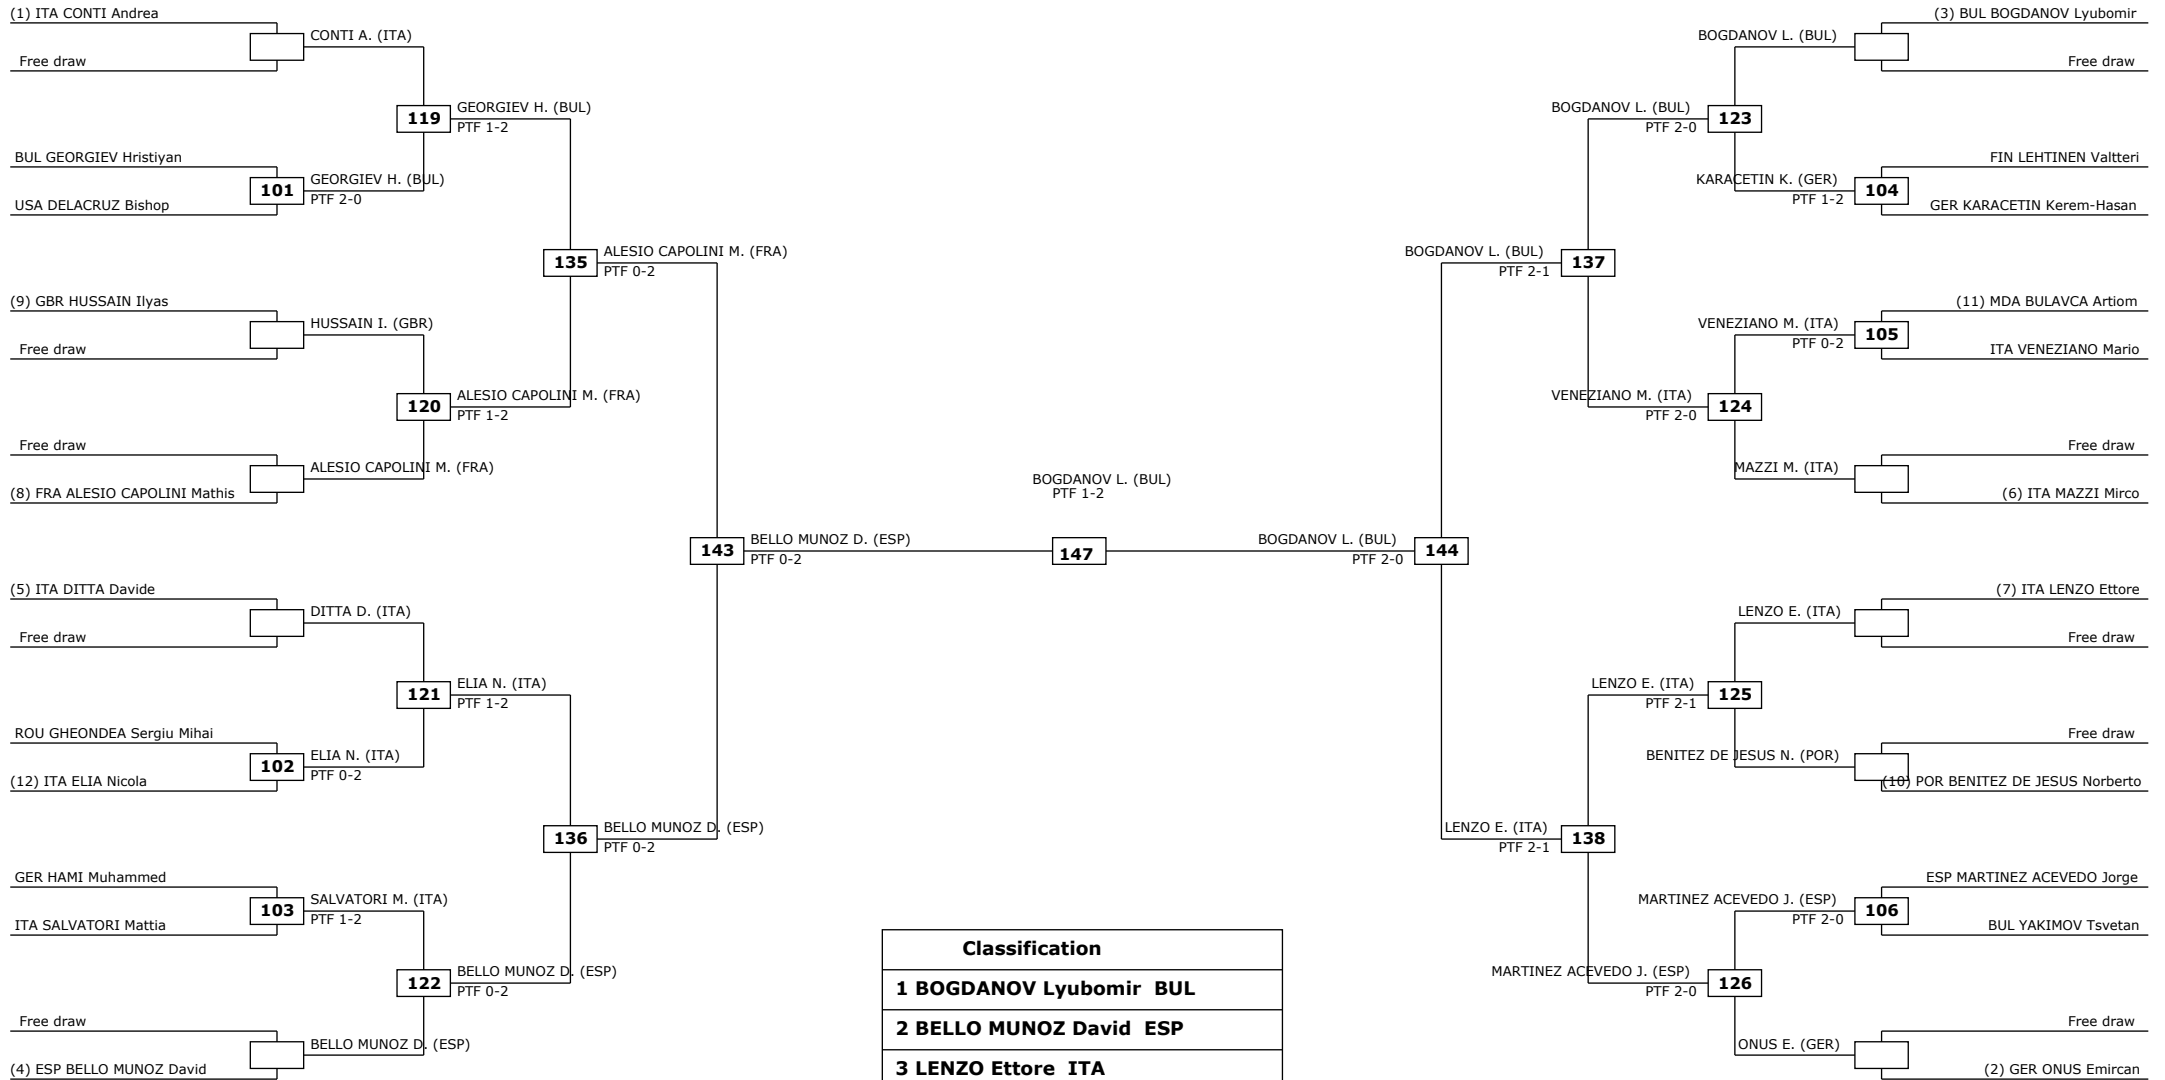 (1) ITA CONTI Andrea
CONTI A. (ITA)
Free draw
119
GEORGIEV H. (BUL)
PTF 1-2
BUL GEORGIEV Hristiyan
101
GEORGIEV H. (BUL)
PTF 2-0
USA DELACRUZ Bishop
135
ALESIO CAPOLINI M. (FRA)
PTF 0-2
(9) GBR HUSSAIN Ilyas
HUSSAIN I. (GBR)
Free draw
120
ALESIO CAPOLINI M. (FRA)
PTF 1-2
Free draw
ALESIO CAPOLINI M. (FRA)
(8) FRA ALESIO CAPOLINI Mathis
143
BELLO MUNOZ D. (ESP)
PTF 0-2
(5) ITA DITTA Davide
DITTA D. (ITA)
Free draw
121
ELIA N. (ITA)
PTF 1-2
ROU GHEONDEA Sergiu Mihai
102
ELIA N. (ITA)
PTF 0-2
(12) ITA ELIA Nicola
136
BELLO MUNOZ D. (ESP)
PTF 0-2
GER HAMI Muhammed
103
SALVATORI M. (ITA)
PTF 1-2
ITA SALVATORI Mattia
122
BELLO MUNOZ D. (ESP)
PTF 0-2
Free draw
BELLO MUNOZ D. (ESP)
(4) ESP BELLO MUNOZ David
BOGDANOV L. (BUL)
PTF 1-2
147
(3) BUL BOGDANOV Lyubomir
BOGDANOV L. (BUL)
Free draw
BOGDANOV L. (BUL)
PTF 2-0
123
FIN LEHTINEN Valtteri
KARACETIN K. (GER)
PTF 1-2
104
GER KARACETIN Kerem-Hasan
BOGDANOV L. (BUL)
PTF 2-1
137
(11) MDA BULAVCA Artiom
VENEZIANO M. (ITA)
PTF 0-2
105
ITA VENEZIANO Mario
VENEZIANO M. (ITA)
PTF 2-0
124
Free draw
MAZZI M. (ITA)
(6) ITA MAZZI Mirco
BOGDANOV L. (BUL)
PTF 2-0
144
(7) ITA LENZO Ettore
LENZO E. (ITA)
Free draw
LENZO E. (ITA)
PTF 2-1
125
Free draw
BENITEZ DE JESUS N. (POR)
(10) POR BENITEZ DE JESUS Norberto
LENZO E. (ITA)
PTF 2-1
138
ESP MARTINEZ ACEVEDO Jorge
MARTINEZ ACEVEDO J. (ESP)
PTF 2-0
106
BUL YAKIMOV Tsvetan
MARTINEZ ACEVEDO J. (ESP)
PTF 2-0
126
Free draw
ONUS E. (GER)
(2) GER ONUS Emircan
Classification
1 BOGDANOV Lyubomir BUL
2 BELLO MUNOZ David ESP
3 LENZO Ettore ITA